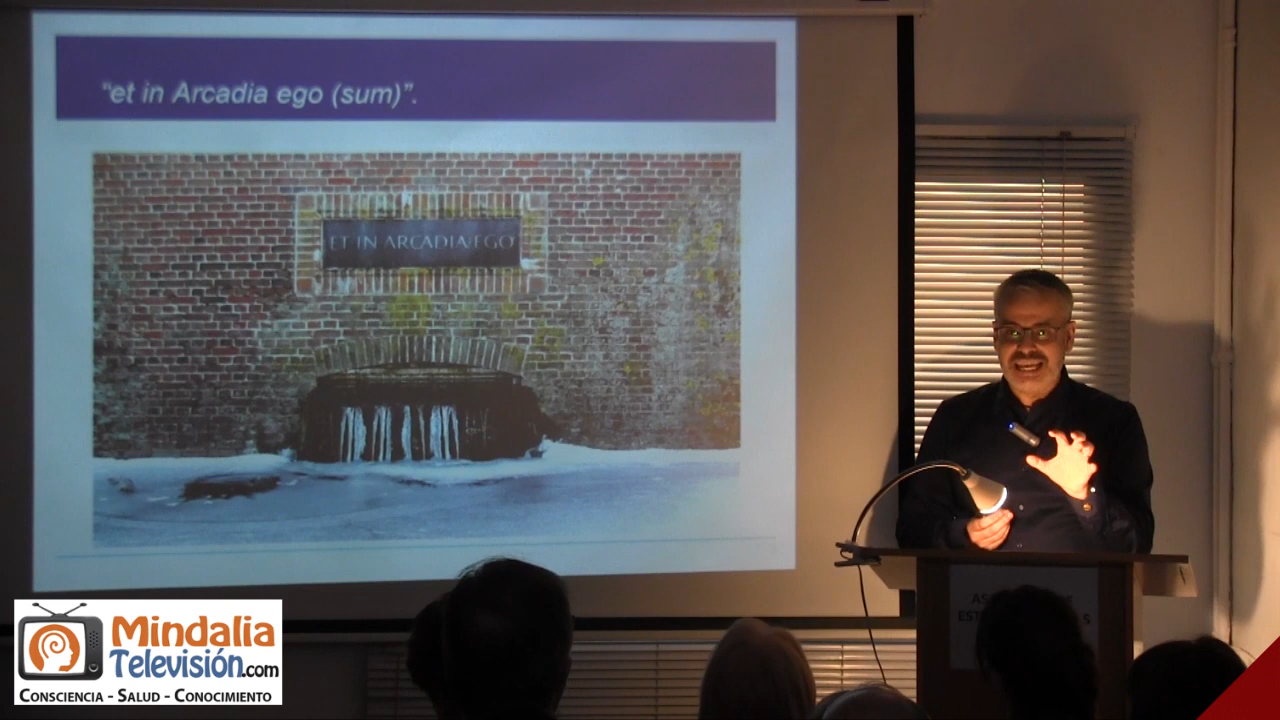 "et in Arcadia ego (sum)".
ET IN ARCADIA EGO
Mindalia
Televisión.com
CONSCIENCIA - SALUD - CONOCIMIENTO